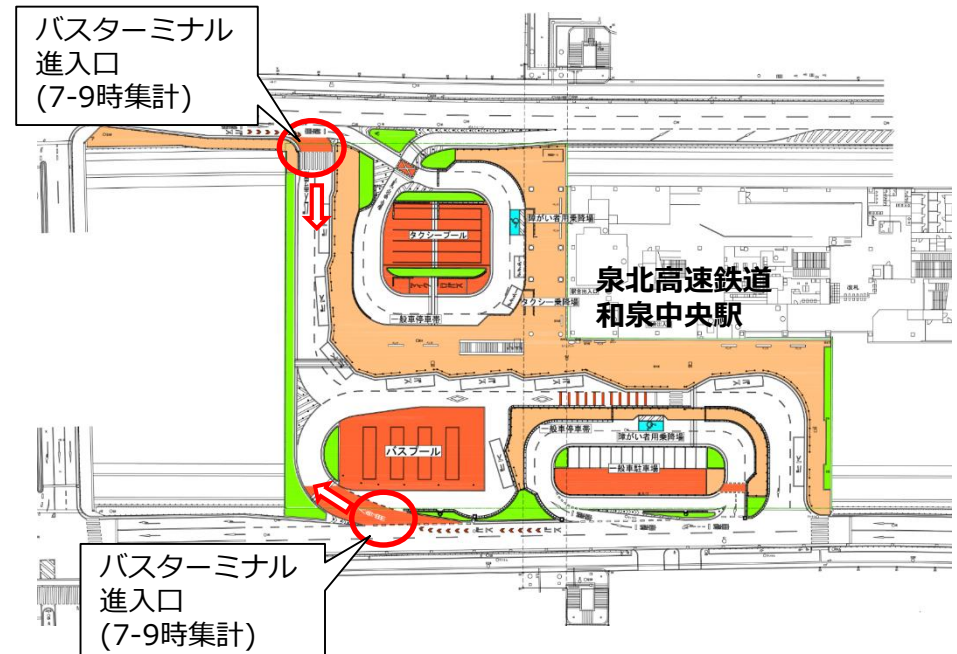 バスターミナル
進入口
(7-9時集計)
障がい者用乗降場
タクシープール
泉北高速鉄道
和泉中央駅
タクシー乗降場
一般車停車帯
バスプール
一般車停車帯
障がい者用乗降場
一般車駐車場
バスターミナル
進入口
(7-9時集計)